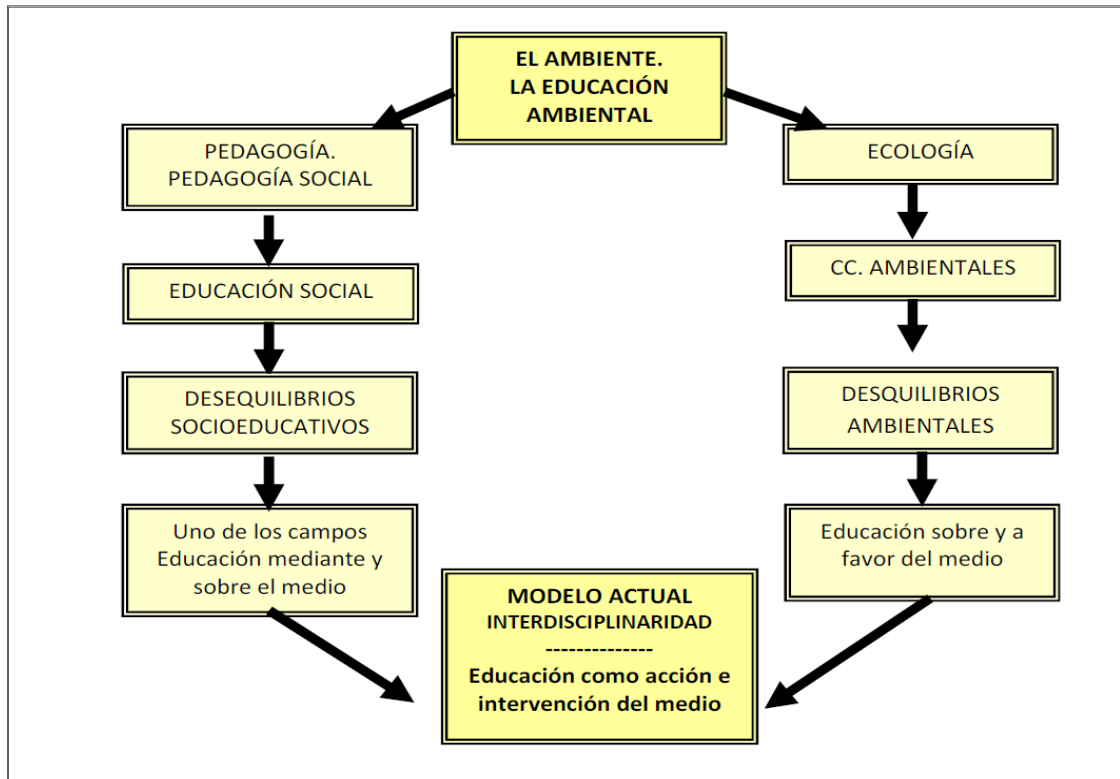 EL AMBIENTE.
LA EDUCACIÓN
AMBIENTAL
PEDAGOGÍA.
PEDAGOGÍA SOCIAL
ECOLOGÍA
EDUCACIÓN SOCIAL
CC. AMBIENTALES
DESEQUILIBRIOS
SOCIOEDUCATIVOS
DESQUILIBRIOS
AMBIENTALES
Uno de los campos
Educación mediante y
sobre el medio
Educación sobre y a
favor del medio
MODELO ACTUAL
INTERDISCIPLINARIDAD
--------------
Educación como acción e
intervención del medio